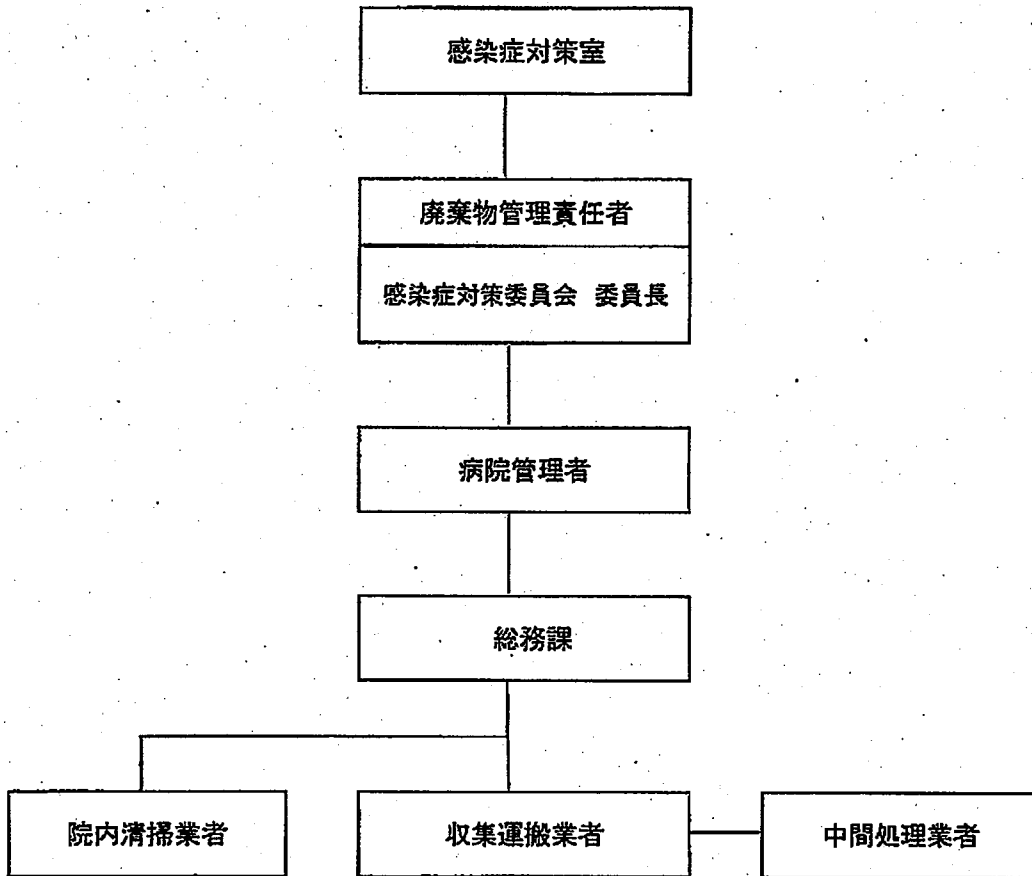 感染症対策室
廃棄物管理責任者
感染症対策委員会 委員長
病院管理者
総務課
院内清掃業者
収集運搬業者
中間処理業者